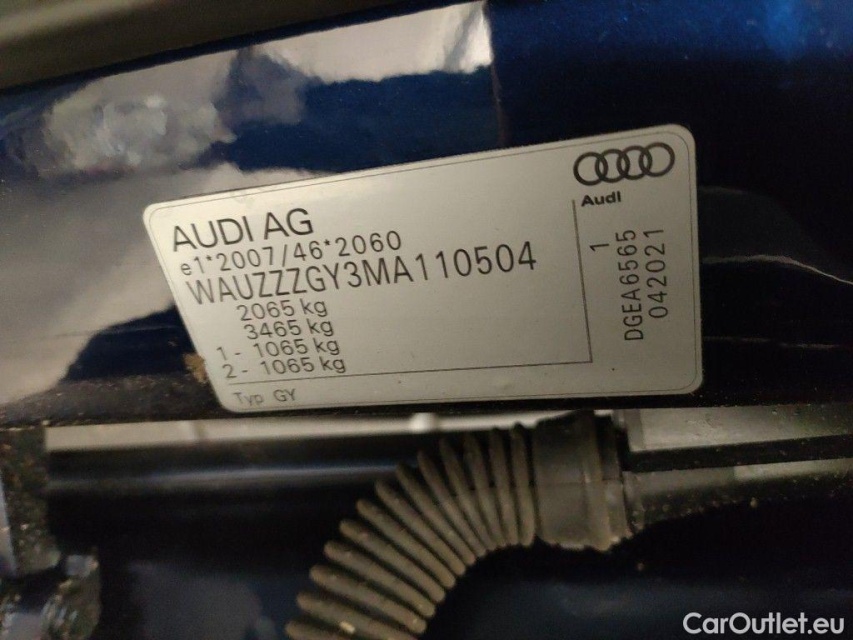 AUDI AG
e1*2007/46*2060
WAUZZZGY3MA110504
2065 kg
3465 kg
1 - 1065 kg
2 - 1065 kg
Typ GY
Audi
1
DGEA6565
042021
CarOutlet.eu